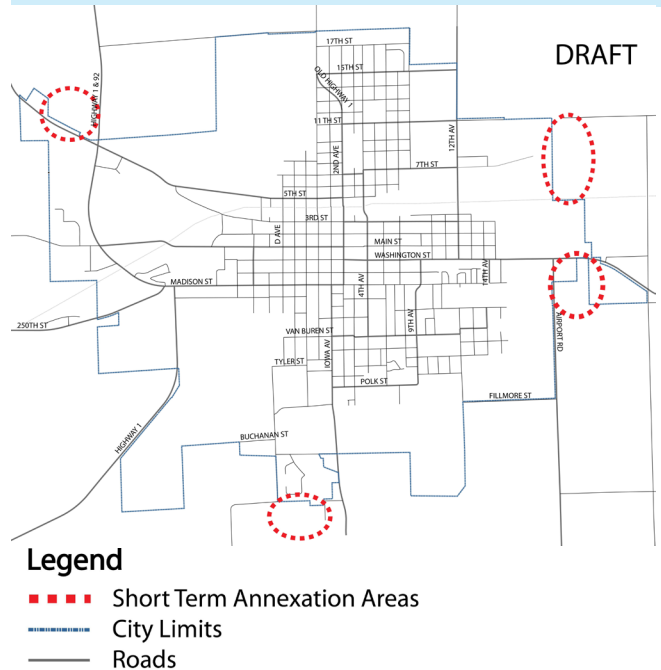 DRAFT
17TH ST
15TH ST
OLD HIGHWAY 1
HIGHWAY 1 & 92
11 TH ST
12TH AV
2ND AVE
7TH ST
5TH ST
3RD ST
D AVE
MAIN ST
WASHINGTON ST
MADISON ST
4TH AV
14TH AV
9TH AV
250TH ST
VAN BUREN ST
IOWA AV
AIRPORT RD
TYLER ST
POLK ST
FILLMORE ST
HIGHWAY 1
BUCHANAN ST
Legend
Short Term Annexation Areas
City Limits
Roads